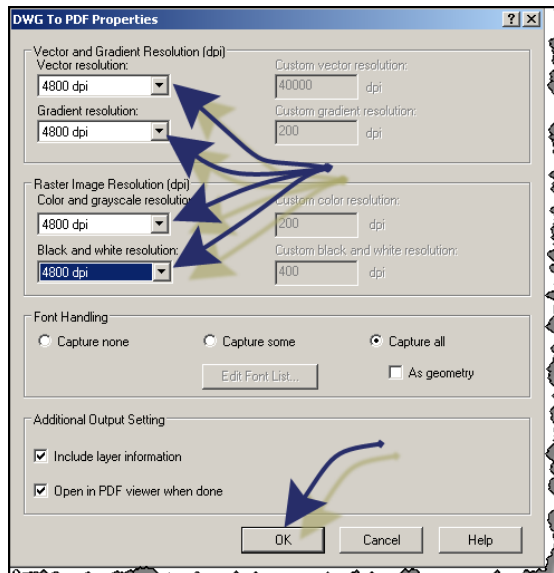 DWG To PDF Properties
Vector and Gradient Resolution (dpi)
Vector resolution:
Custom vector resolution:
4800 dpi
40000 dpi
Gradient resolution:
Custom gradient resolution:
4800 dpi
200 dpi
Raster Image Resolution (dpi)
Color and grayscale resolution:
Custom color resolution:
4800 dpi
200 dpi
Black and white resolution:
Custom black and white resolution:
4800 dpi
400 dpi
Font Handling
Capture none
Capture some
Capture all
Edit Font List...
As geometry
Additional Output Setting
Include layer information
Open in PDF viewer when done
OK
Cancel
Help